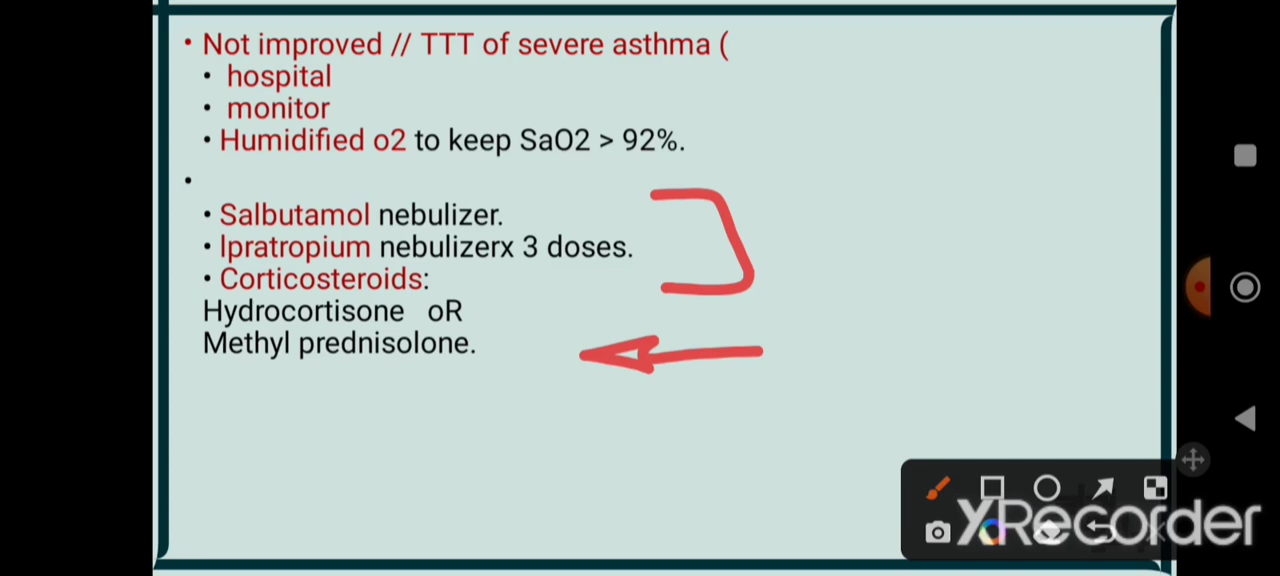 • Not improved // TTT of severe asthma (
• hospital
• monitor
• Humidified o2 to keep SaO2 > 92%.
•
• Salbutamol nebulizer.
• Ipratropium nebulizerx 3 doses.
• Corticosteroids:
Hydrocortisone oR
Methyl prednisolone.
XRecorder